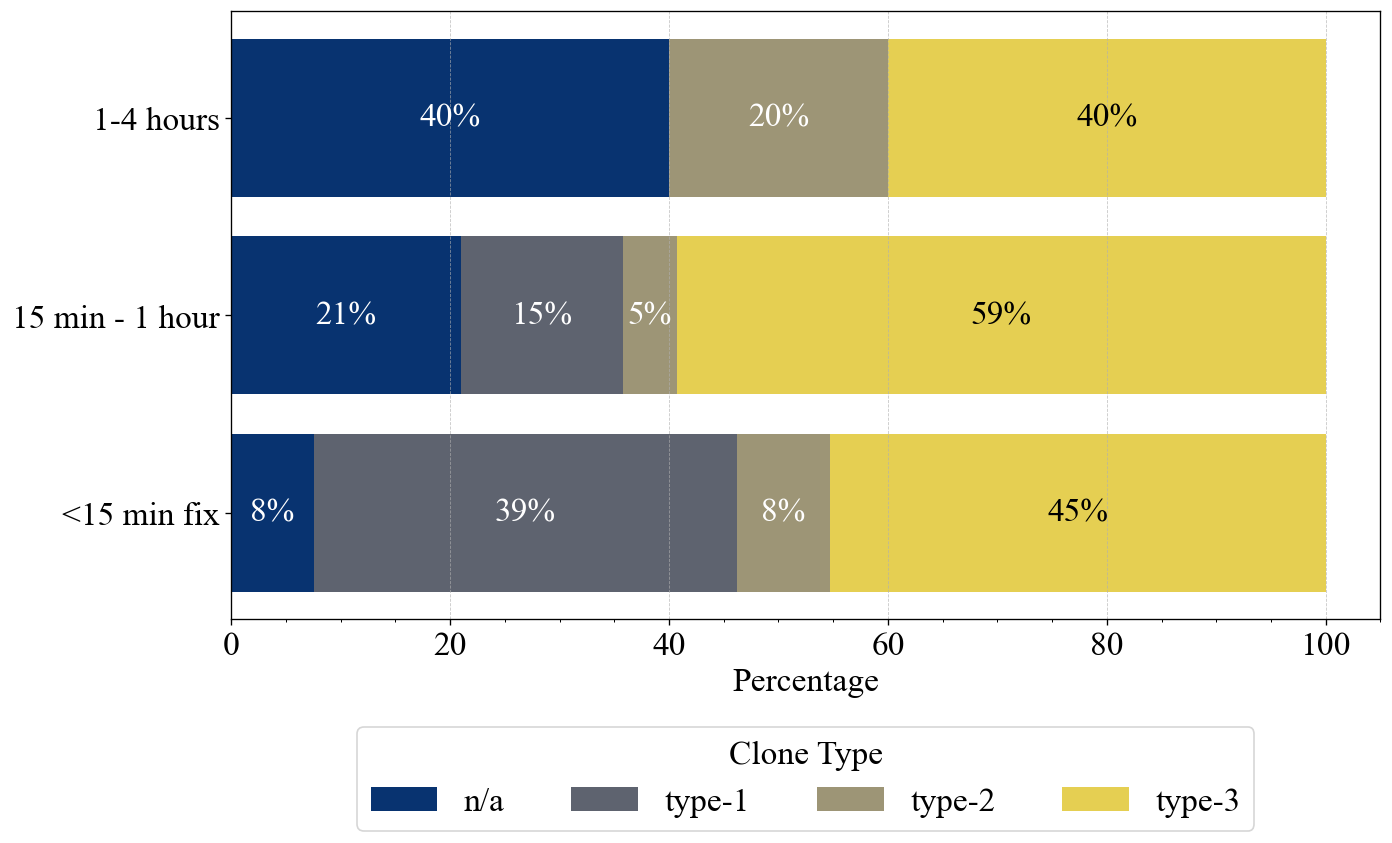 1-4 hours 40% 20% 40%
15 min - 1 hour 21% 15% 5% 59%
<15 min fix 8% 39% 8% 45%
0 20 40 60 80 100
Percentage
Clone Type
n/a type-1 type-2 type-3